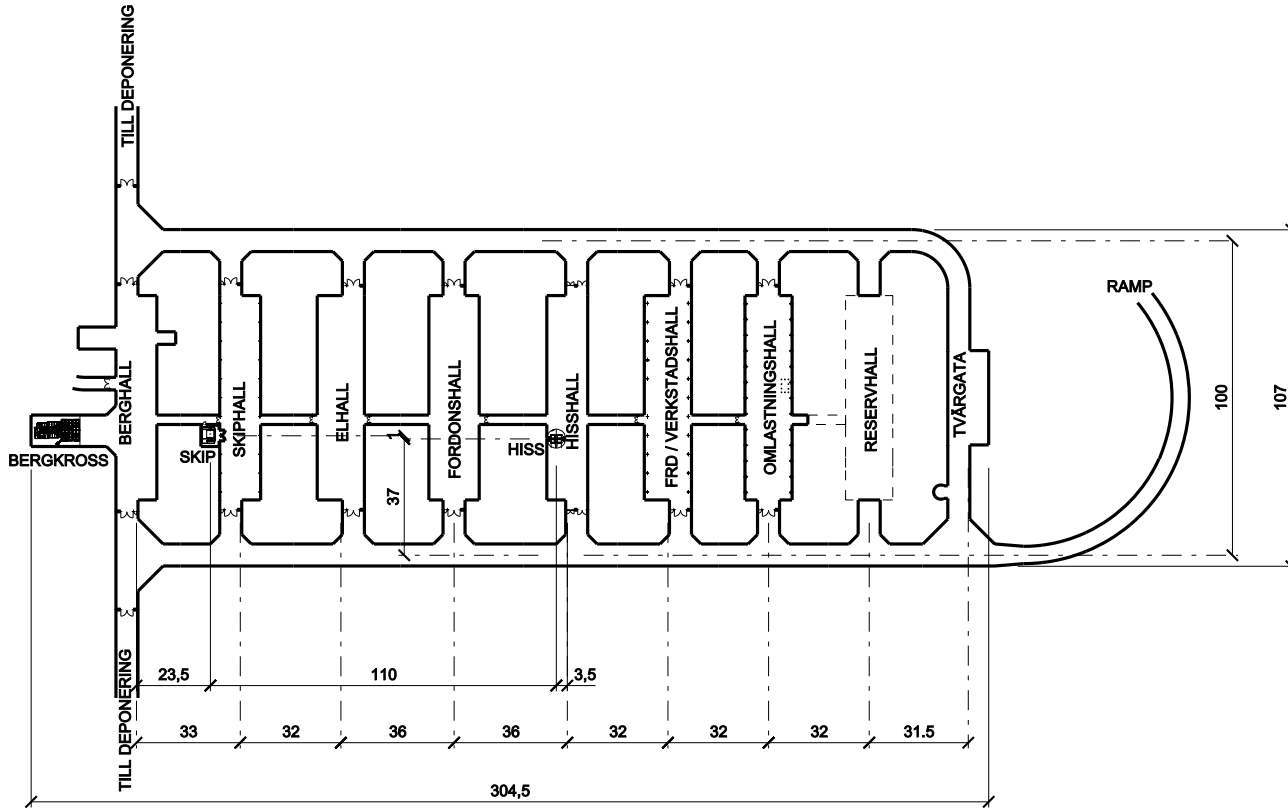 TILL DEPONERING
RAMP
BERGHALL
SKIPHALL
ELHALL
FORDONSHALL
HISSHALL
FRD / VERKSTADSHALL
OMLASTNINGSHALL
RESERVHALL
TVÄRGATA
100
107
BERGKROSS
SKIP
1
HISS
37
TILL DEPONERING
23,5
110
3,5
33
32
36
36
32
32
32
31.5
304,5